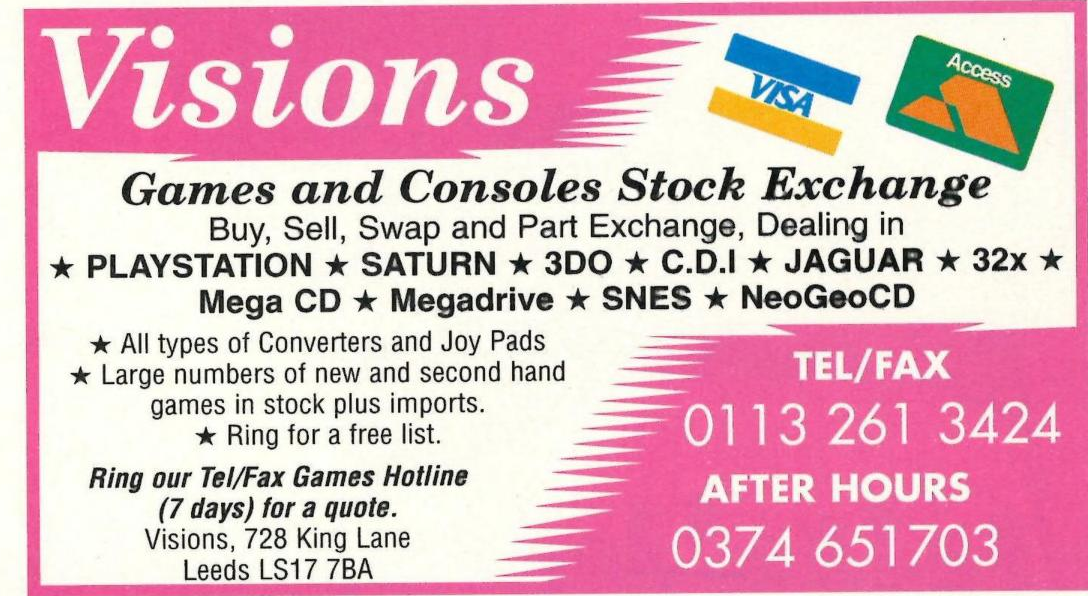 Visions
VISA
Access
Games and Consoles Stock Exchange
Buy, Sell, Swap and Part Exchange, Dealing in
★ PLAYSTATION ★ SATURN ★ 3DO ★ C.D.I ★ JAGUAR ★ 32x ★
Mega CD ★ Megadrive ★ SNES ★ NeoGeoCD
★ All types of Converters and Joy Pads
★ Large numbers of new and second hand
games in stock plus imports.
★ Ring for a free list.
Ring our Tel/Fax Games Hotline
(7 days) for a quote.
Visions, 728 King Lane
Leeds LS17 7BA
TEL/FAX
0113 261 3424
AFTER HOURS
0374 651703